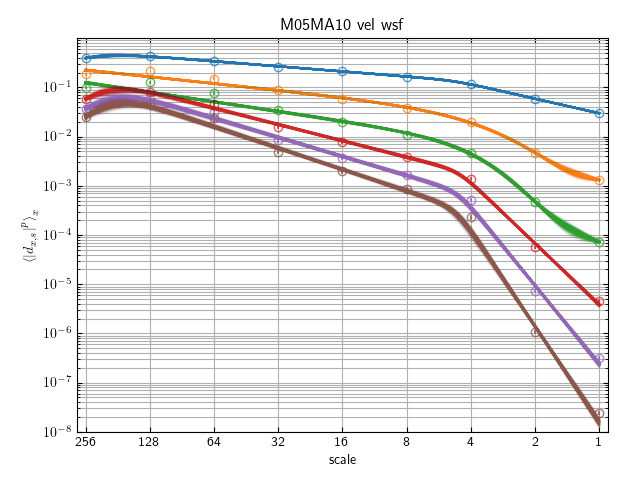 M05MA10 vel wsf
⟨|d_{x,s}|^p⟩_x
10^{-1}
10^{-2}
10^{-3}
10^{-4}
10^{-5}
10^{-6}
10^{-7}
10^{-8}
256 128 64 32 16 8 4 2 1
scale